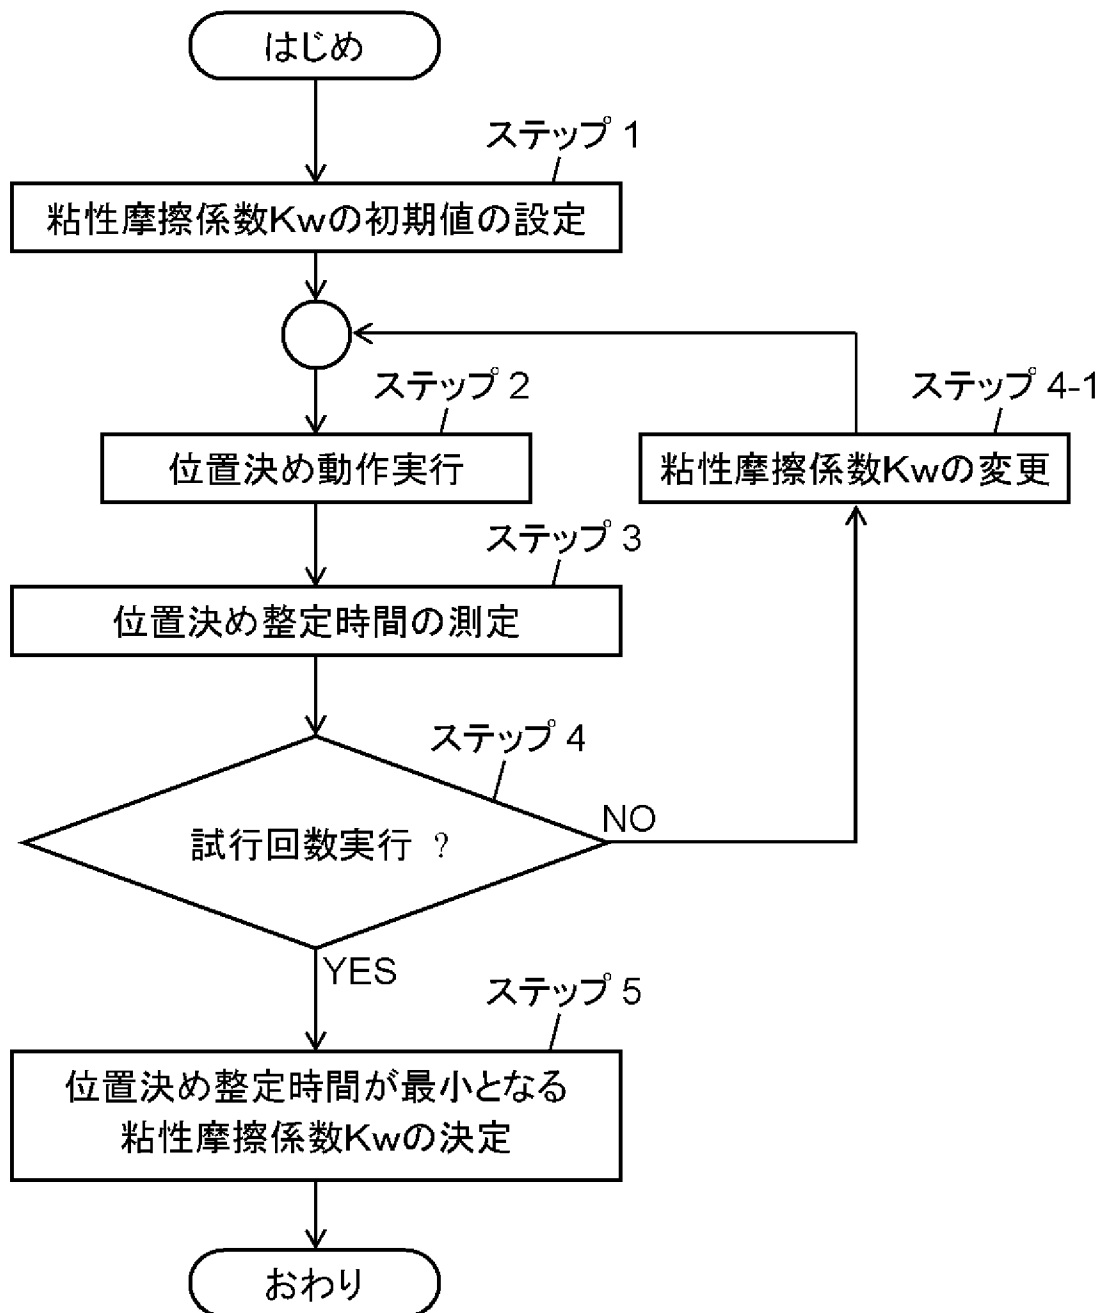 はじめ
ステップ 1
粘性摩擦係数Kwの初期値の設定
ステップ 2
位置決め動作実行
ステップ 4-1
粘性摩擦係数Kwの変更
ステップ 3
位置決め整定時間の測定
ステップ 4
試行回数実行 ?
NO
YES
ステップ 5
位置決め整定時間が最小となる
粘性摩擦係数Kwの決定
おわり